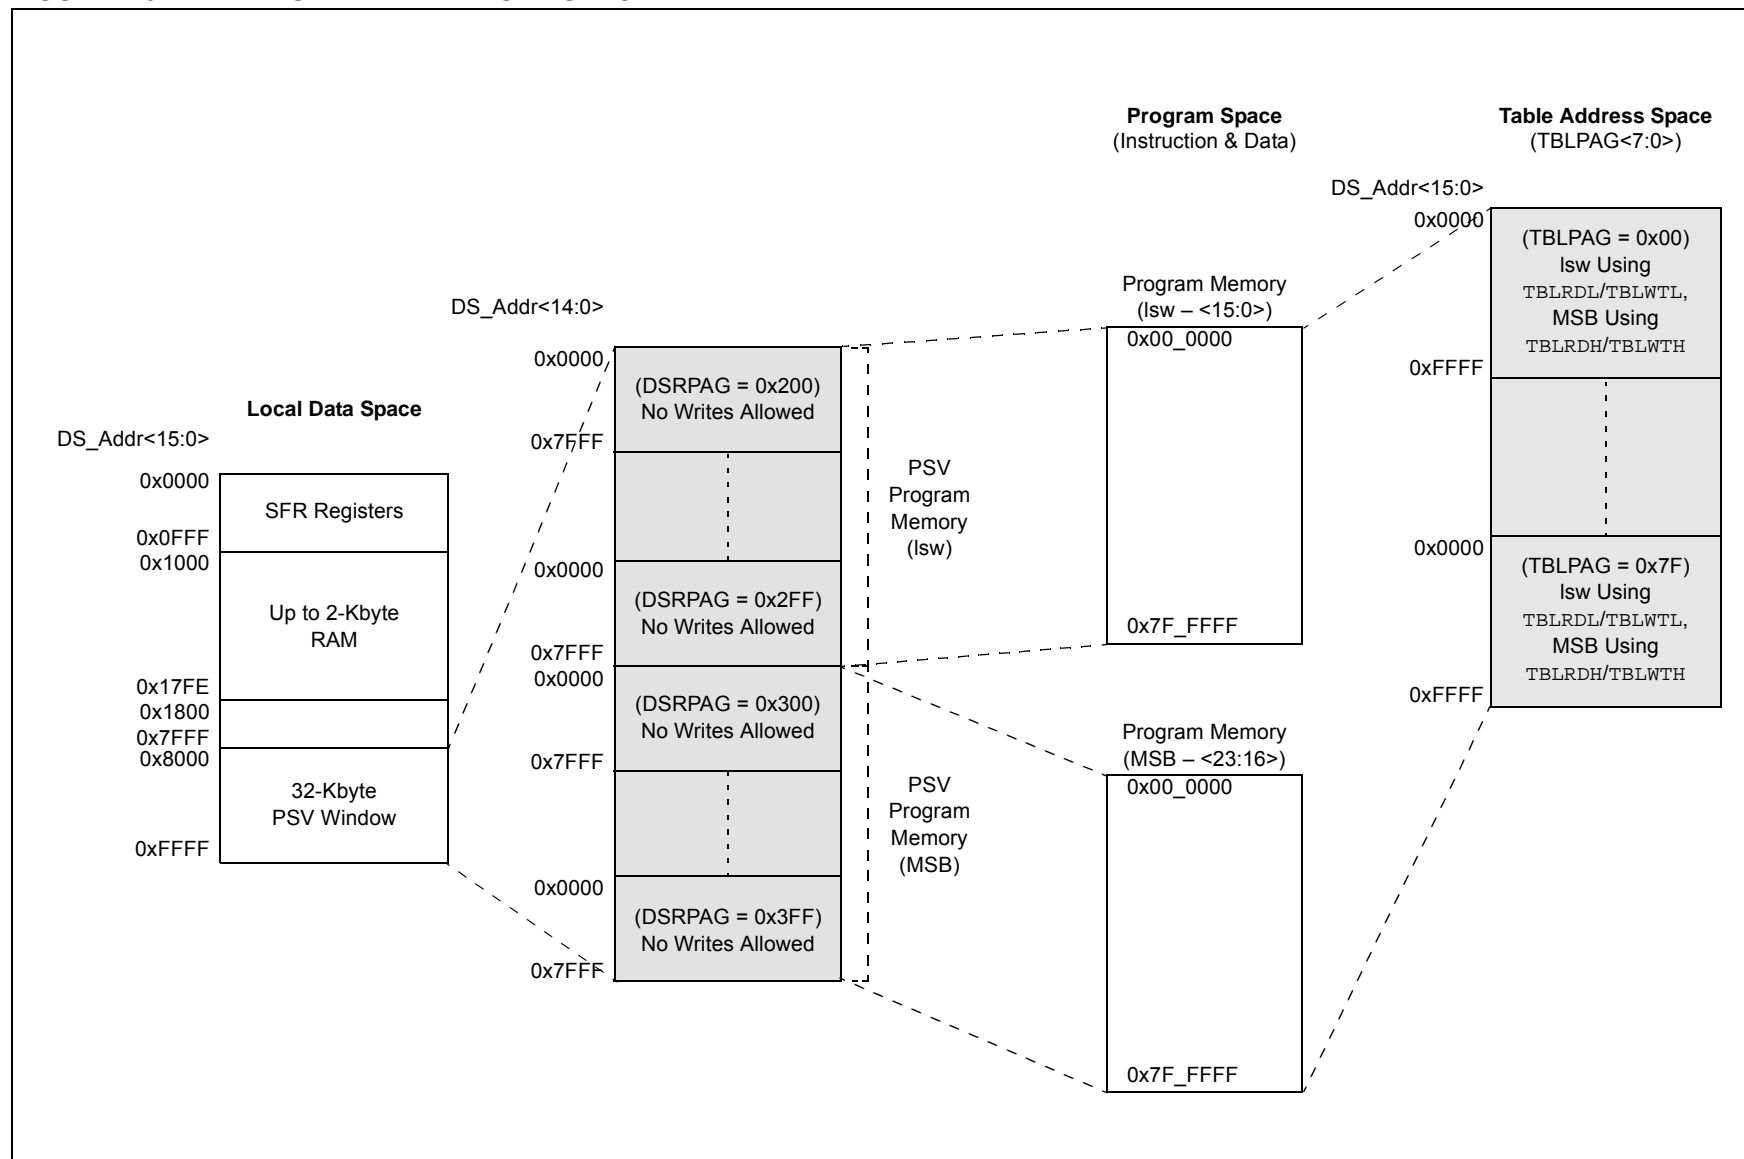 Program Space
(Instruction & Data)
Table Address Space
(TBLPAG<7:0>)
DS_Addr<15:0>
0x0000
(TBLPAG = 0x00)
lsw Using
TBLRDL/TBLWTL,
MSB Using
TBLRDH/TBLWTH
0xFFFF
0x0000
(TBLPAG = 0x7F)
lsw Using
TBLRDL/TBLWTL,
MSB Using
TBLRDH/TBLWTH
0xFFFF
Program Memory
(lsw – <15:0>)
0x00_0000
0x7F_FFFF
Program Memory
(MSB – <23:16>)
0x00_0000
0x7F_FFFF
DS_Addr<14:0>
0x0000
(DSRPAG = 0x200)
No Writes Allowed
0x7FFF
0x0000
(DSRPAG = 0x2FF)
No Writes Allowed
0x7FFF
0x0000
(DSRPAG = 0x300)
No Writes Allowed
0x7FFF
0x0000
(DSRPAG = 0x3FF)
No Writes Allowed
0x7FFF
PSV
Program
Memory
(lsw)
PSV
Program
Memory
(MSB)
Local Data Space
DS_Addr<15:0>
0x0000
SFR Registers
0x0FFF
0x1000
Up to 2-Kbyte
RAM
0x17FE
0x1800
0x7FFF
0x8000
32-Kbyte
PSV Window
0xFFFF